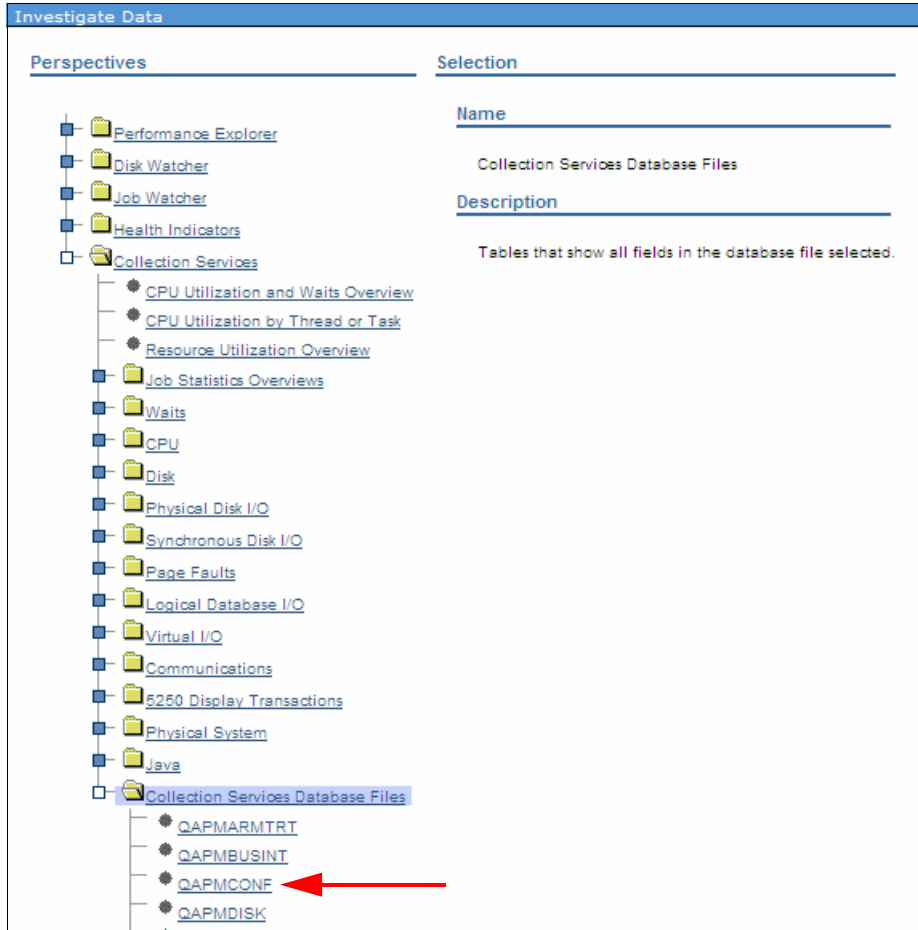 Investigate Data
Perspectives
Performance Explorer
Disk Watcher
Job Watcher
Health Indicators
Collection Services
CPU Utilization and Waits Overview
CPU Utilization by Thread or Task
Resource Utilization Overview
Job Statistics Overviews
Waits
CPU
Disk
Physical Disk I/O
Synchronous Disk I/O
Page Faults
Logical Database I/O
Virtual I/O
Communications
5250 Display Transactions
Physical System
Java
Collection Services Database Files
QAPMARMTRT
QAPMBUSINT
QAPMCONF
QAPMDISK
Selection
Name
Collection Services Database Files
Description
Tables that show all fields in the database file selected.